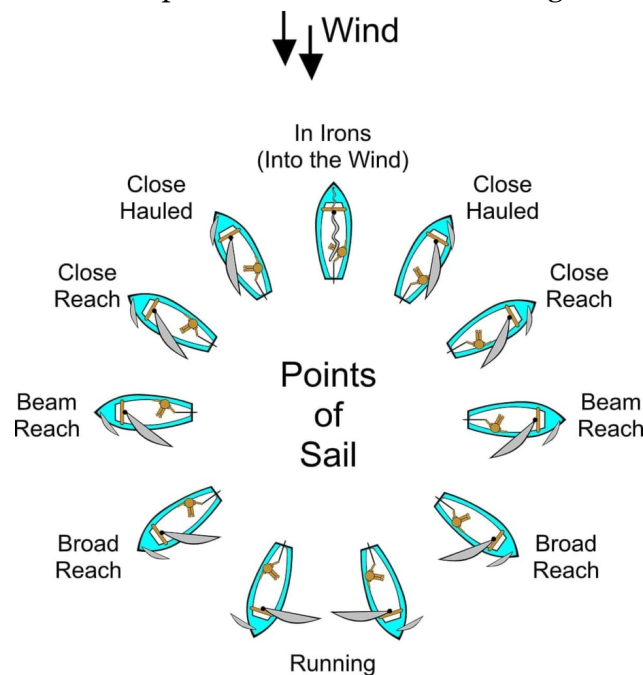 Wind
In Irons
(Into the Wind)
Close
Hauled
Close
Hauled
Close
Reach
Close
Reach
Points
of
Sail
Beam
Reach
Beam
Reach
Broad
Reach
Broad
Reach
Running